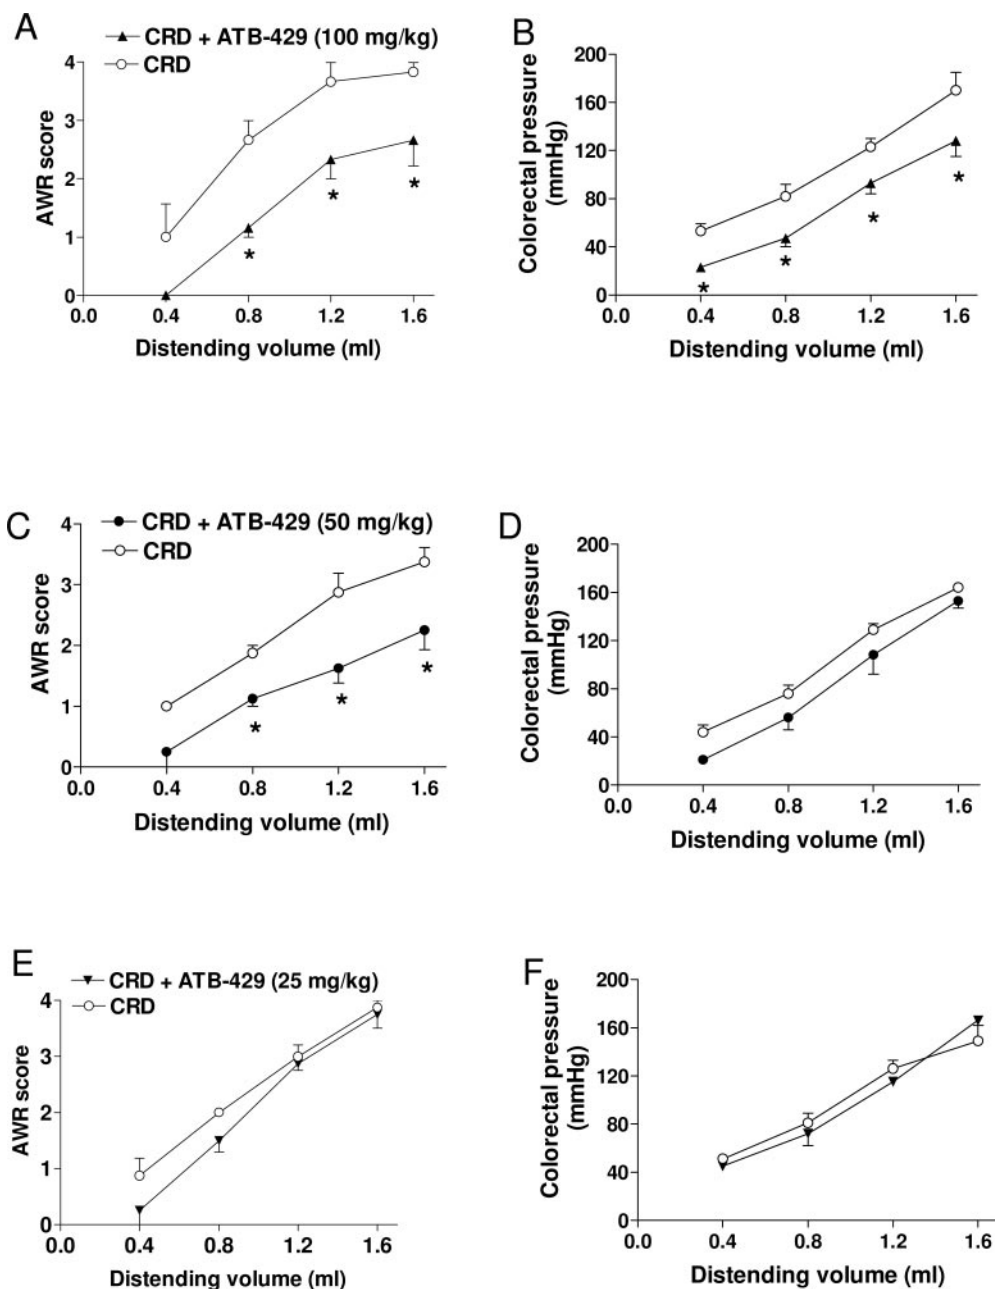 A
CRD + ATB-429 (100 mg/kg)
CRD
AWR score
4
3
2
1
0
* * *
0.0 0.4 0.8 1.2 1.6
Distending volume (ml)
B
Colorectal pressure
(mmHg)
200
160
120
80
40
0
* * * *
0.0 0.4 0.8 1.2 1.6
Distending volume (ml)
C
CRD + ATB-429 (50 mg/kg)
CRD
AWR score
4
3
2
1
0
* * *
0.0 0.4 0.8 1.2 1.6
Distending volume (ml)
D
Colorectal pressure
(mmHg)
200
160
120
80
40
0
0.0 0.4 0.8 1.2 1.6
Distending volume (ml)
E
CRD + ATB-429 (25 mg/kg)
CRD
AWR score
4
3
2
1
0
0.0 0.4 0.8 1.2 1.6
Distending volume (ml)
F
Colorectal pressure
(mmHg)
200
160
120
80
40
0
0.0 0.4 0.8 1.2 1.6
Distending volume (ml)